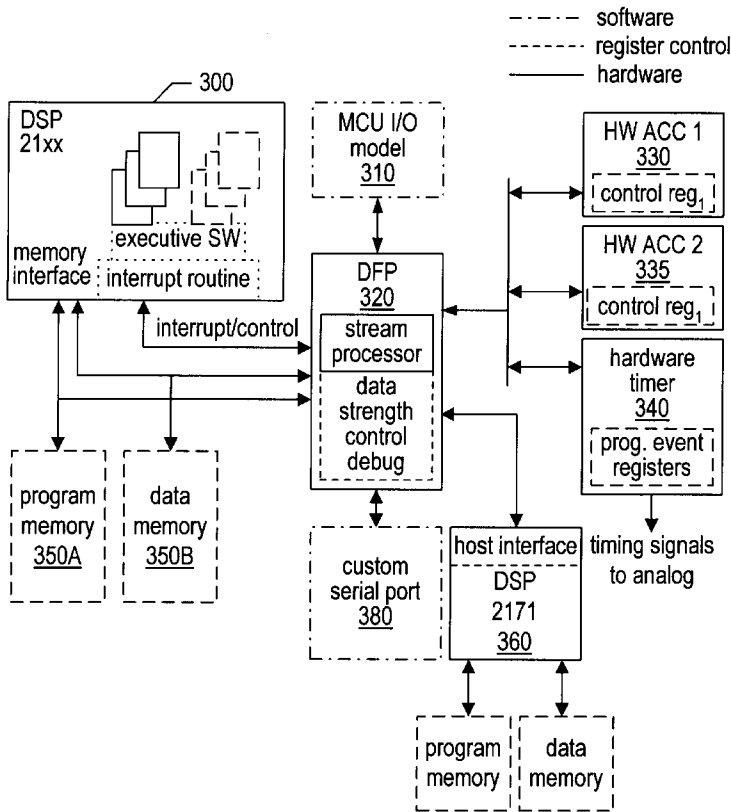 software
register control
hardware
300
DSP
21xx
executive SW
memory
interface
interrupt routine
MCU I/O
model
310
HW ACC 1
330
control reg1
HW ACC 2
335
control reg1
DFP
320
stream
processor
data
strength
control
debug
interrupt/control
hardware
timer
340
prog. event
registers
timing signals
to analog
program
memory
350A
data
memory
350B
custom
serial port
380
host interface
DSP
2171
360
program
memory
data
memory